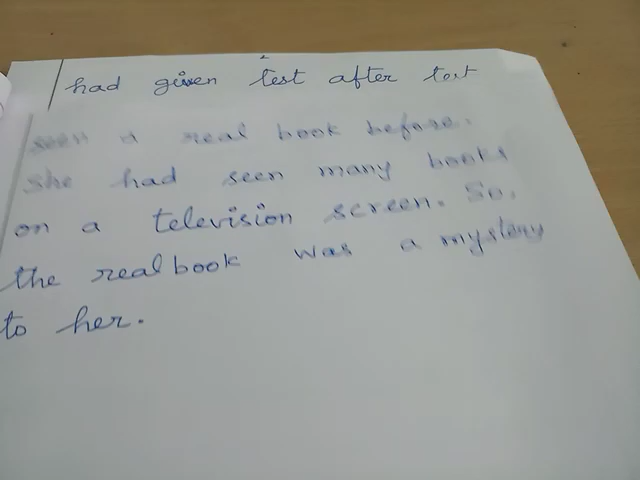 had given test after test
seen a real book before.
She had seen many books
on a television screen. So,
the real book was a mystery
to her.